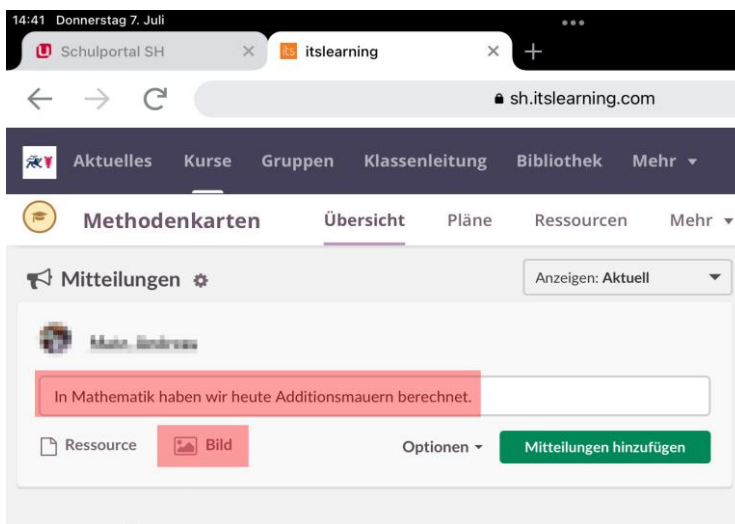 14:41 Donnerstag 7. Juli
Schulportal SH
its itslearning
sh.itslearning.com
Aktuelles Kurse Gruppen Klassenleitung Bibliothek Mehr
Methodenkarten Übersicht Pläne Ressourcen Mehr
Mitteilungen Anzeigen: Aktuell
In Mathematik haben wir heute Additionsmauern berechnet.
Ressource Bild Optionen Mitteilungen hinzufügen